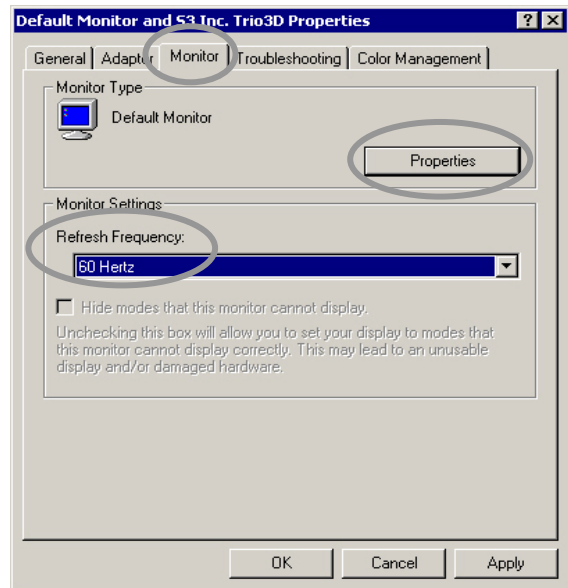 Default Monitor and S3 Inc. Trio3D Properties
General Adapter Monitor Troubleshooting Color Management
Monitor Type
Default Monitor
Properties
Monitor Settings
Refresh Frequency:
60 Hertz
Hide modes that this monitor cannot display.
Unchecking this box will allow you to set your display to modes that
this monitor cannot display correctly. This may lead to an unusable
display and/or damaged hardware.
OK Cancel Apply